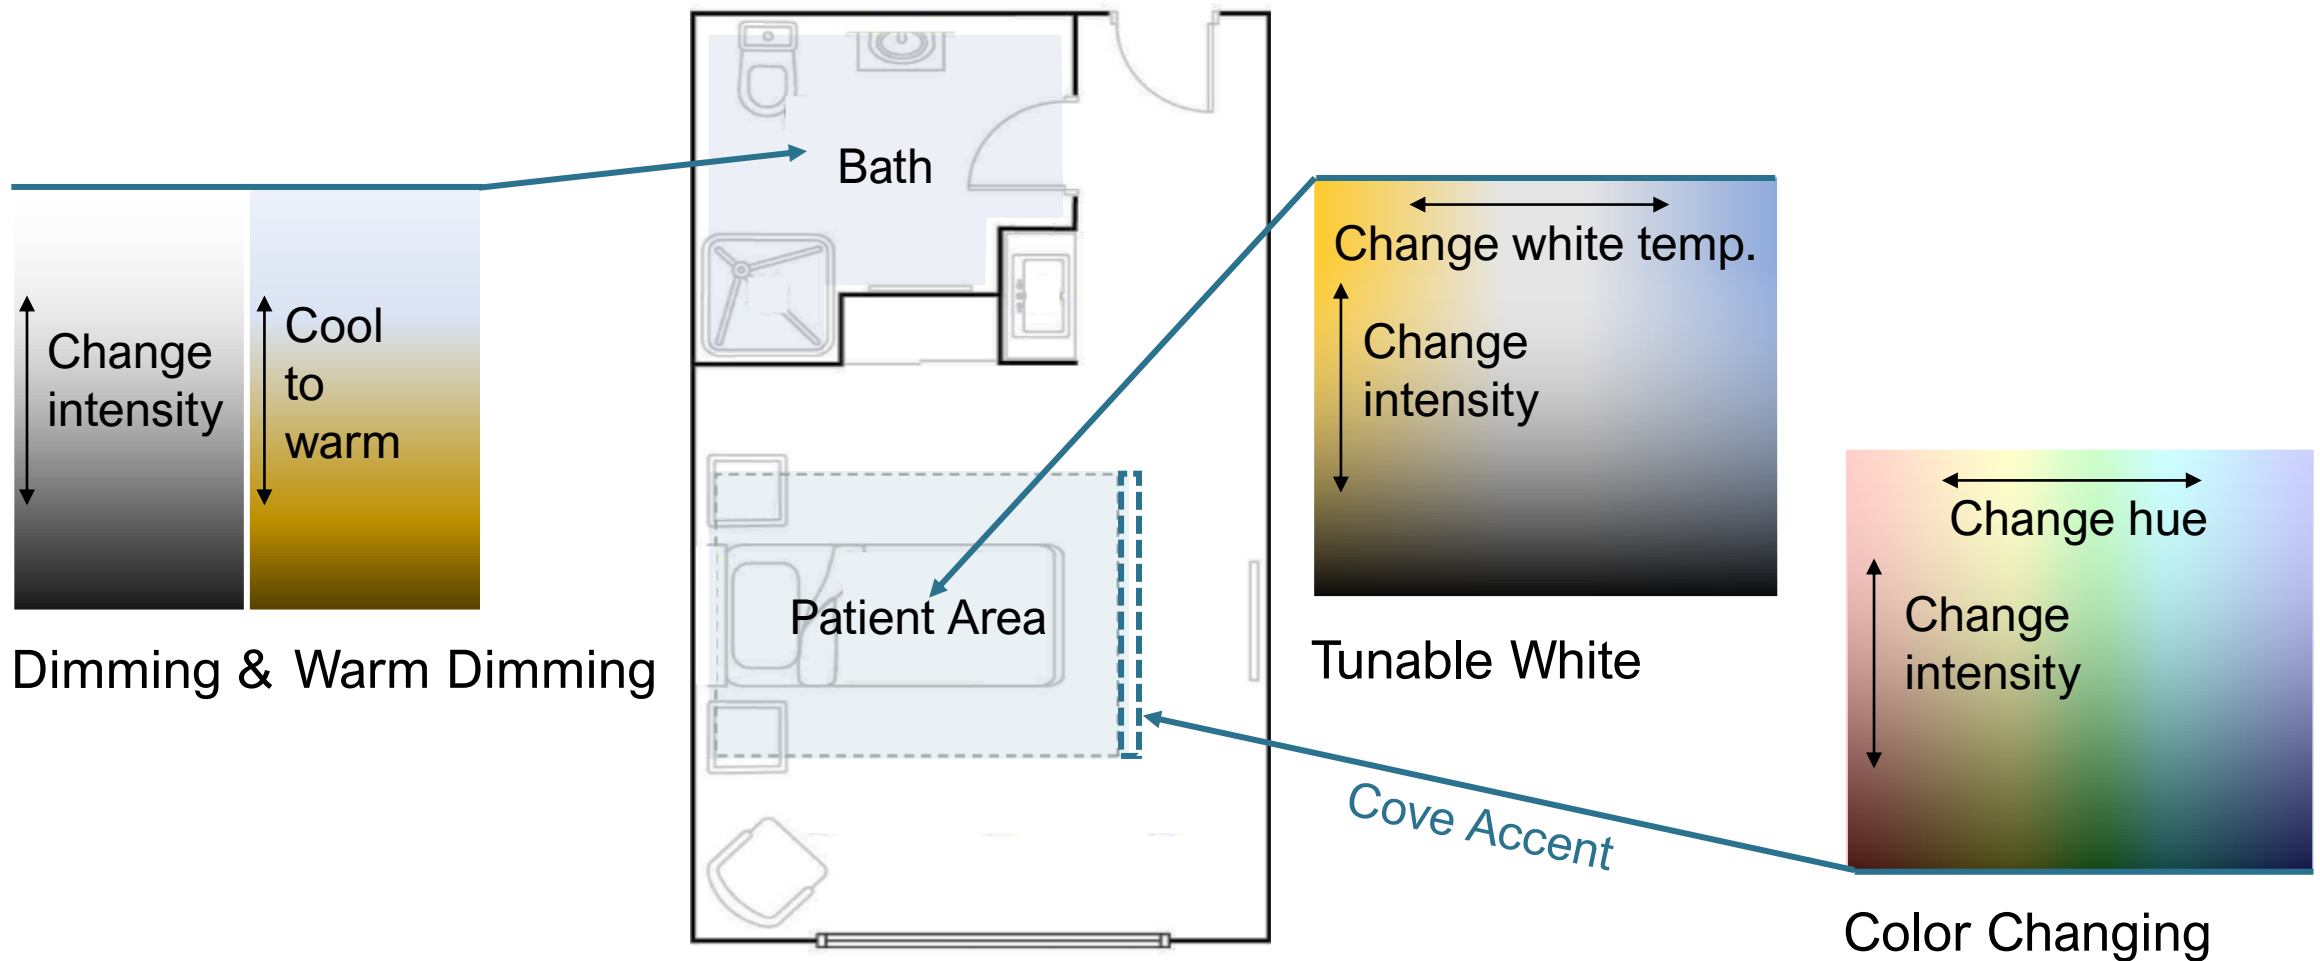 Bath
Change
intensity
Cool
to
warm
Dimming & Warm Dimming
Patient Area
Change white temp.
Change
intensity
Tunable White
Cove Accent
Change hue
Change
intensity
Color Changing